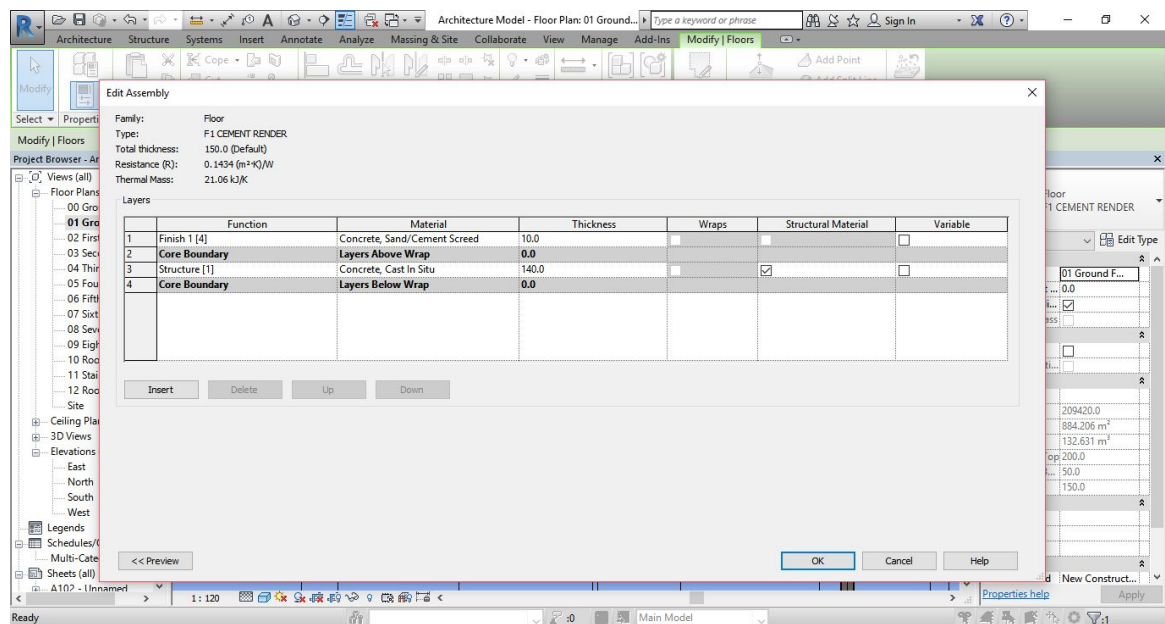 Architecture Model - Floor Plan: 01 Ground...
Type a keyword or phrase
Sign In
Architecture Structure Systems Insert Annotate Analyze Massing & Site Collaborate View Manage Add-Ins Modify | Floors
Modify
Cope
Add Point
Select Properti
Modify | Floors
Project Browser - Ar
Views (all)
Floor Plans
00 Gro
01 Gro
02 First
03 Sec
04 Thir
05 Fou
06 Fifth
07 Sixt
08 Sev
09 Eigh
10 Roo
11 Stai
12 Roo
Site
Ceiling Plan
3D Views
Elevations
East
North
South
West
Legends
Schedules/
Multi-Cate
Sheets (all)
A102 - Unnamed
Edit Assembly
Family: Floor
Type: F1 CEMENT RENDER
Total thickness: 150.0 (Default)
Resistance (R): 0.1434 (m²·K)/W
Thermal Mass: 21.06 kJ/K
Layers
Function Material Thickness Wraps Structural Material Variable
1 Finish 1 [4] Concrete, Sand/Cement Screed 10.0
2 Core Boundary Layers Above Wrap 0.0
3 Structure [1] Concrete, Cast In Situ 140.0
4 Core Boundary Layers Below Wrap 0.0
Insert Delete Up Down
<< Preview OK Cancel Help
Floor
F1 CEMENT RENDER
Edit Type
01 Ground F...
0.0
209420.0
884.206 m²
132.631 m³
200.0
50.0
150.0
New Construct...
Properties help
Apply
1 : 120
Ready
:0
Main Model
:1